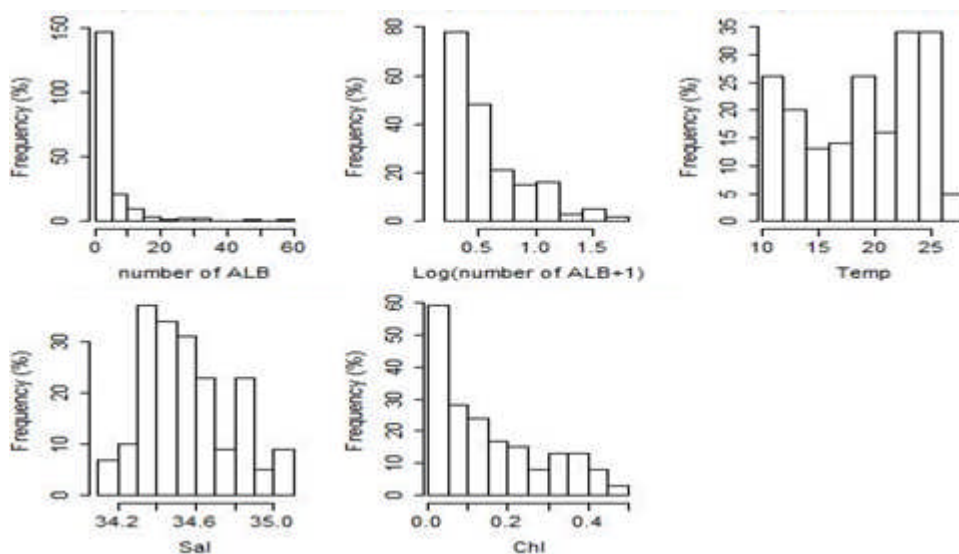 Frequency (%)
0 50 100 150
0 20 40 60
number of ALB
Frequency (%)
0 20 40 60 80
0.5 1.0 1.5
Log(number of ALB+1)
Frequency (%)
0 5 10 15 20 25 30 35
10 15 20 25
Temp
Frequency (%)
0 10 20 30
34.2 34.6 35.0
Sal
Frequency (%)
0 10 20 30 40 50 60
0.0 0.2 0.4
Chl